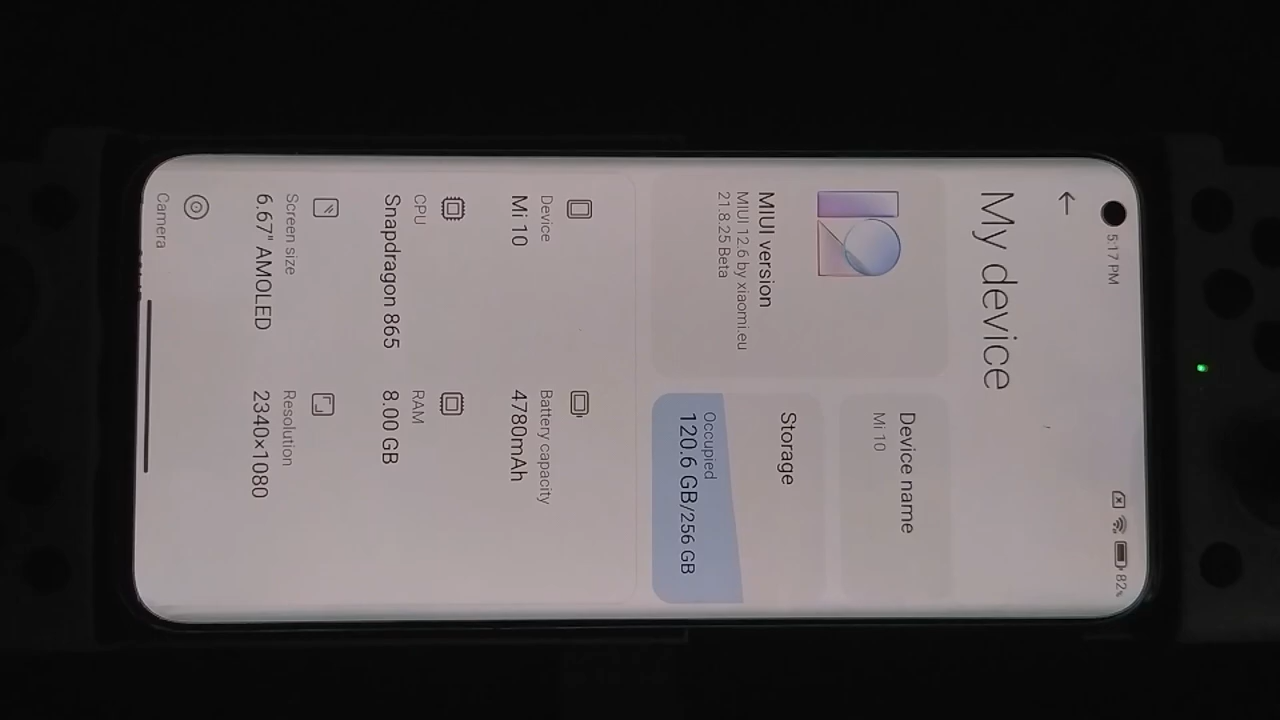 5:17 PM
82%
My device
MIUI version
MIUI 12.6 by xiaomi.eu
21.8.25 Beta
Device name
Mi 10
Storage
Occupied
120.6 GB/256 GB
Device
Mi 10
Battery capacity
4780mAh
CPU
Snapdragon 865
RAM
8.00 GB
Screen size
6.67" AMOLED
Resolution
2340×1080
Camera